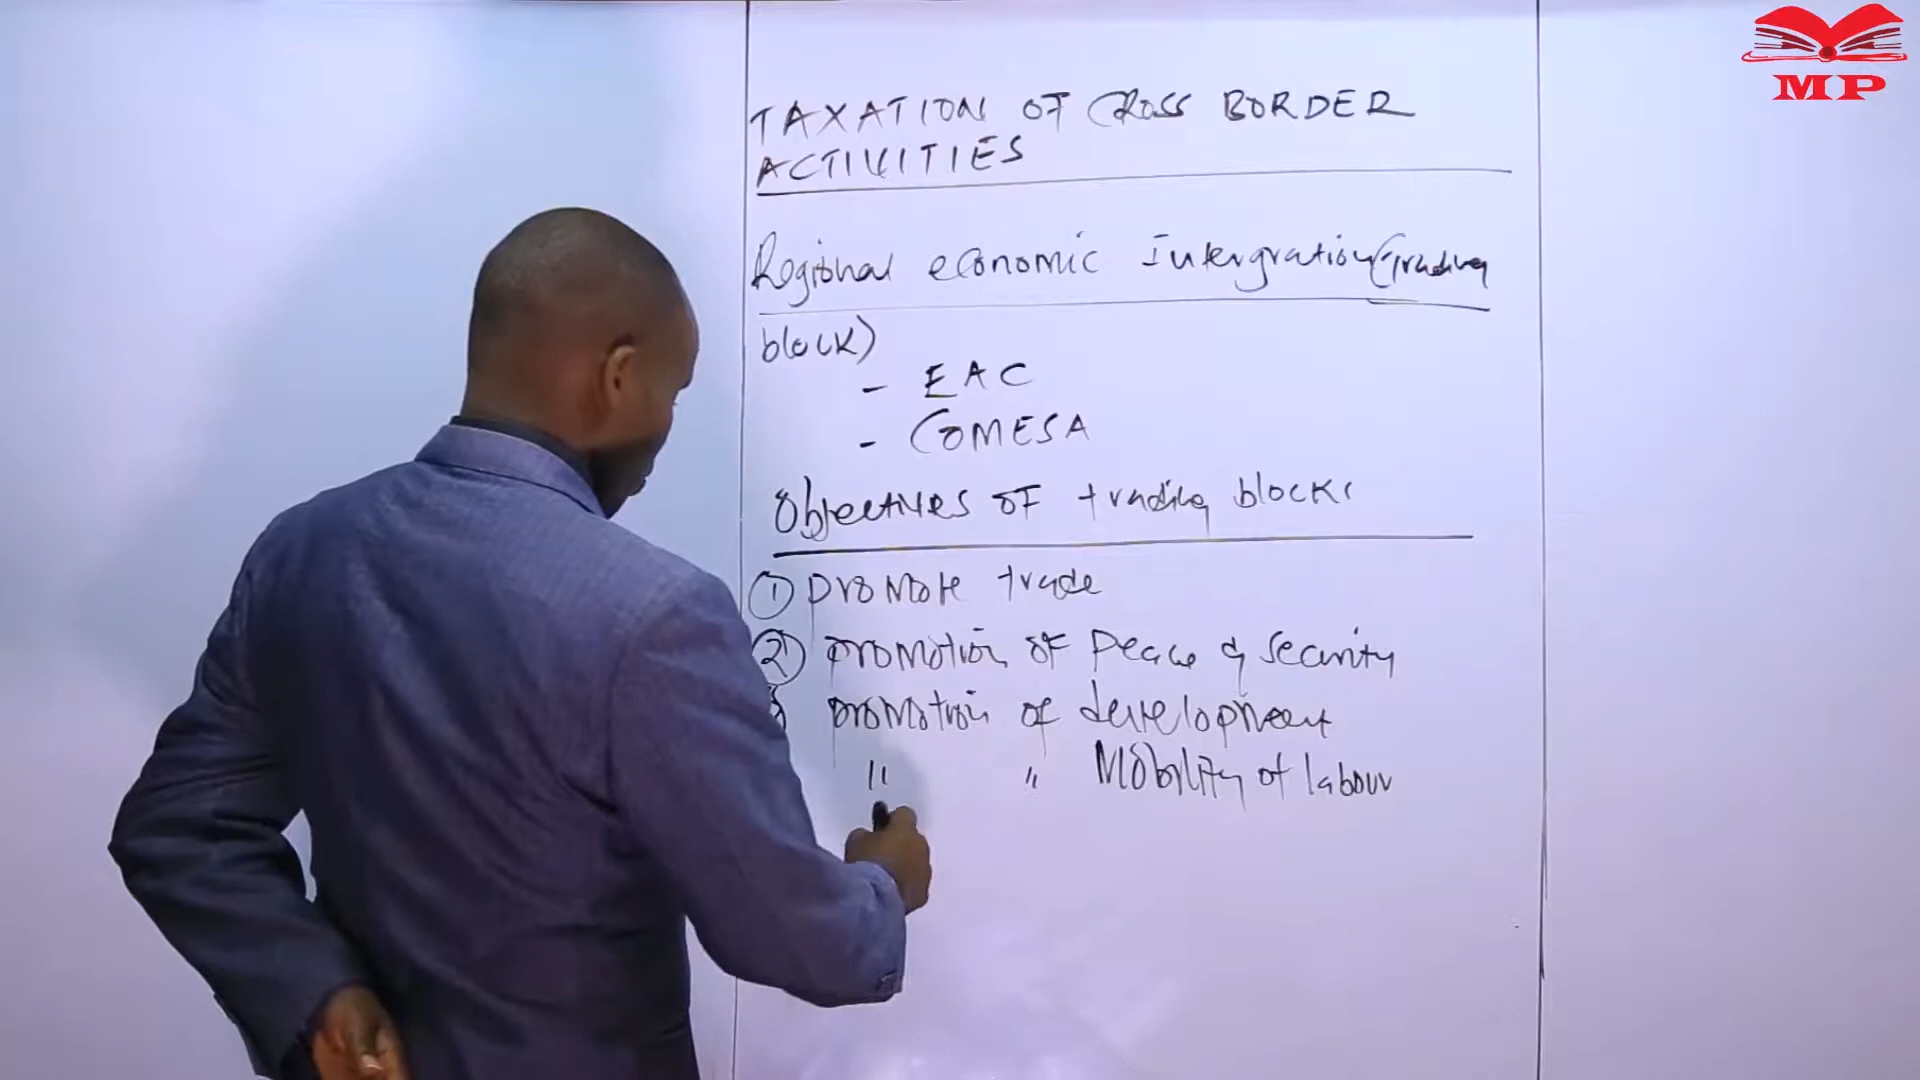 MP
TAXATION OF CROSS BORDER
ACTIVITIES
Regional economic Intergration (trading
block)
- EAC
- COMESA
Objectives of trading blocks
① promote trade
② promotion of peace & security
③ promotion of development
" " Mobility of labour